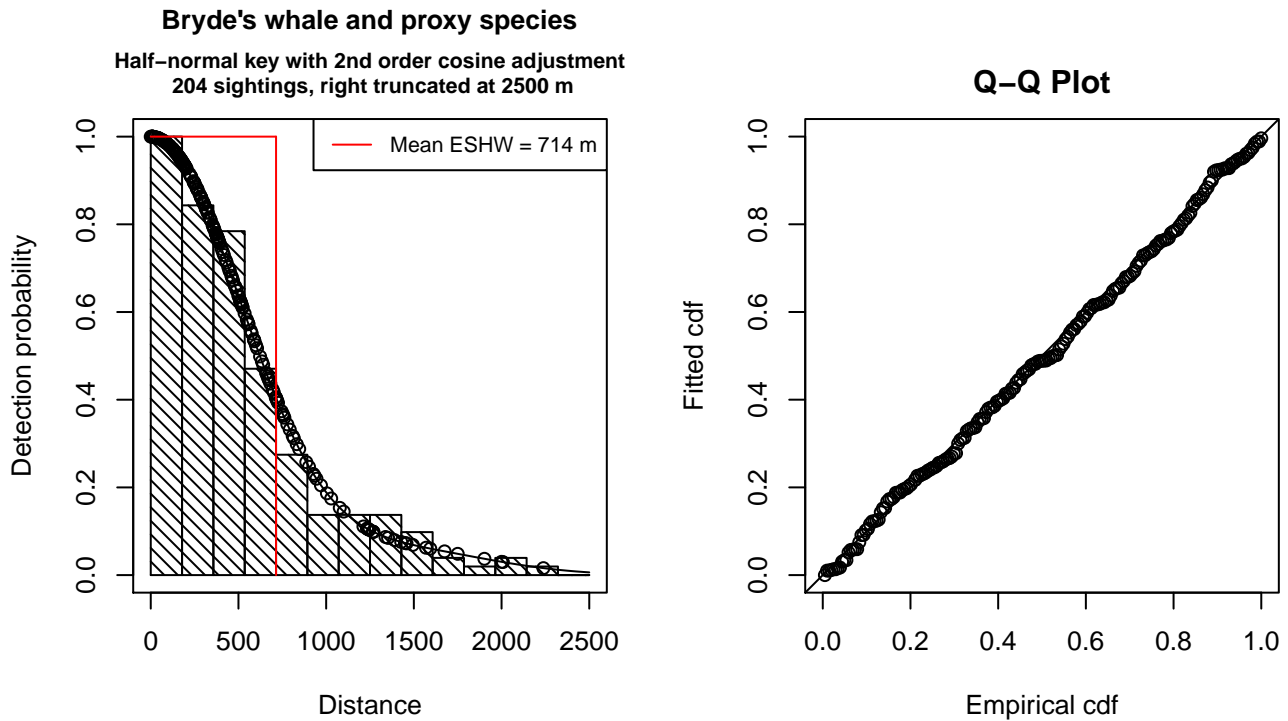 Bryde's whale and proxy species
Half−normal key with 2nd order cosine adjustment
204 sightings, right truncated at 2500 m
Mean ESHW = 714 m
Detection probability
0.0 0.2 0.4 0.6 0.8 1.0
0 500 1000 1500 2000 2500
Distance
Q−Q Plot
Fitted cdf
0.0 0.2 0.4 0.6 0.8 1.0
0.0 0.2 0.4 0.6 0.8 1.0
Empirical cdf